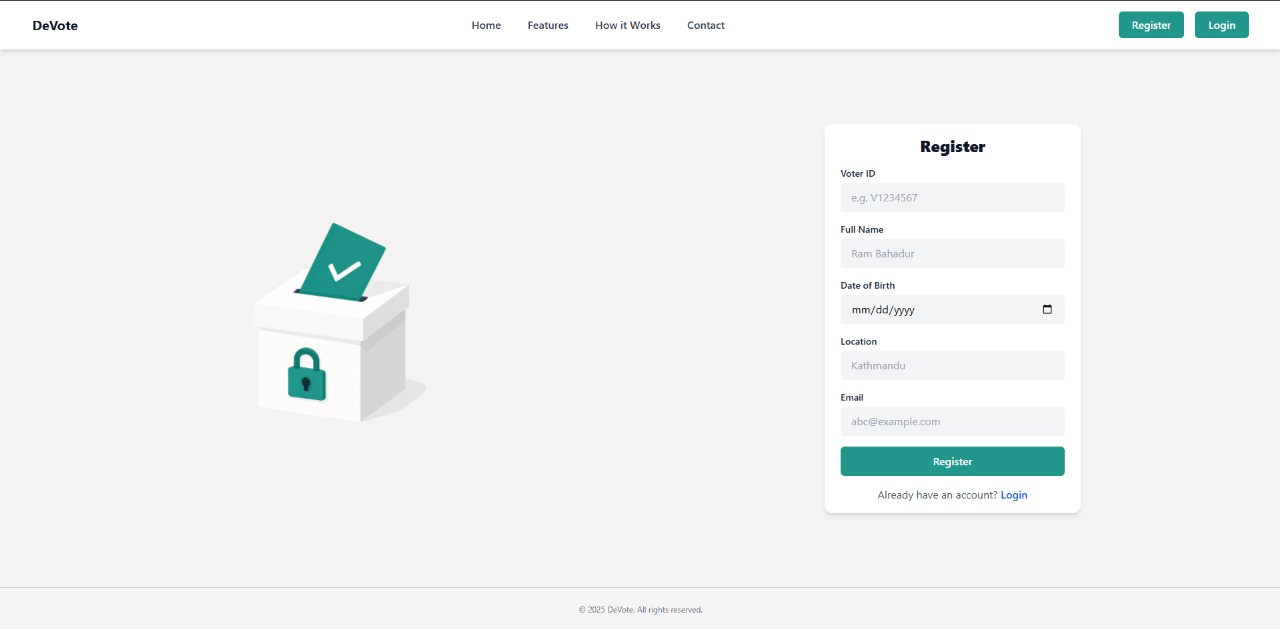 DeVote Home Features How it Works Contact Register Login
Register
Voter ID
e.g. V1234567
Full Name
Ram Bahadur
Date of Birth
mm/dd/yyyy
Location
Kathmandu
Email
abc@example.com
Register
Already have an account? Login
© 2025 DeVote. All rights reserved.